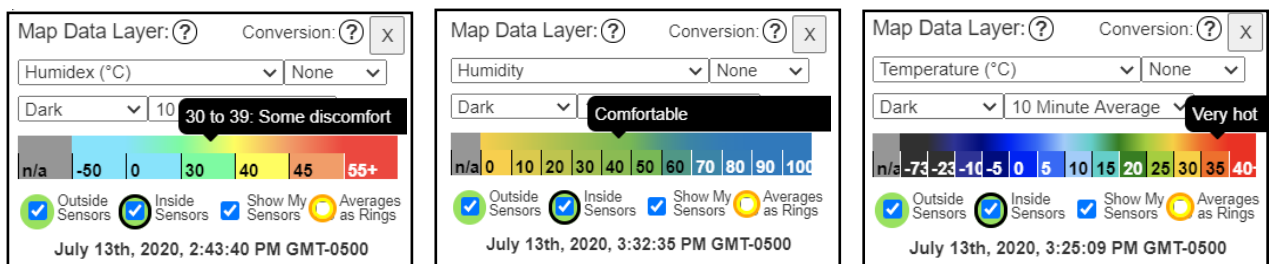 Map Data Layer: ? Conversion: ? X
Humidex (°C) None
Dark 10
30 to 39: Some discomfort
n/a -50 0 30 40 45 55+
Outside Sensors Inside Sensors Show My Sensors Averages as Rings
July 13th, 2020, 2:43:40 PM GMT-0500
Map Data Layer: ? Conversion: ? X
Humidity None
Dark
Comfortable
n/a 0 10 20 30 40 50 60 70 80 90 100
Outside Sensors Inside Sensors Show My Sensors Averages as Rings
July 13th, 2020, 3:32:35 PM GMT-0500
Map Data Layer: ? Conversion: ? X
Temperature (°C) None
Dark 10 Minute Average
Very hot
n/a -73 -23 -10 -5 0 5 10 15 20 25 30 35 40
Outside Sensors Inside Sensors Show My Sensors Averages as Rings
July 13th, 2020, 3:25:09 PM GMT-0500